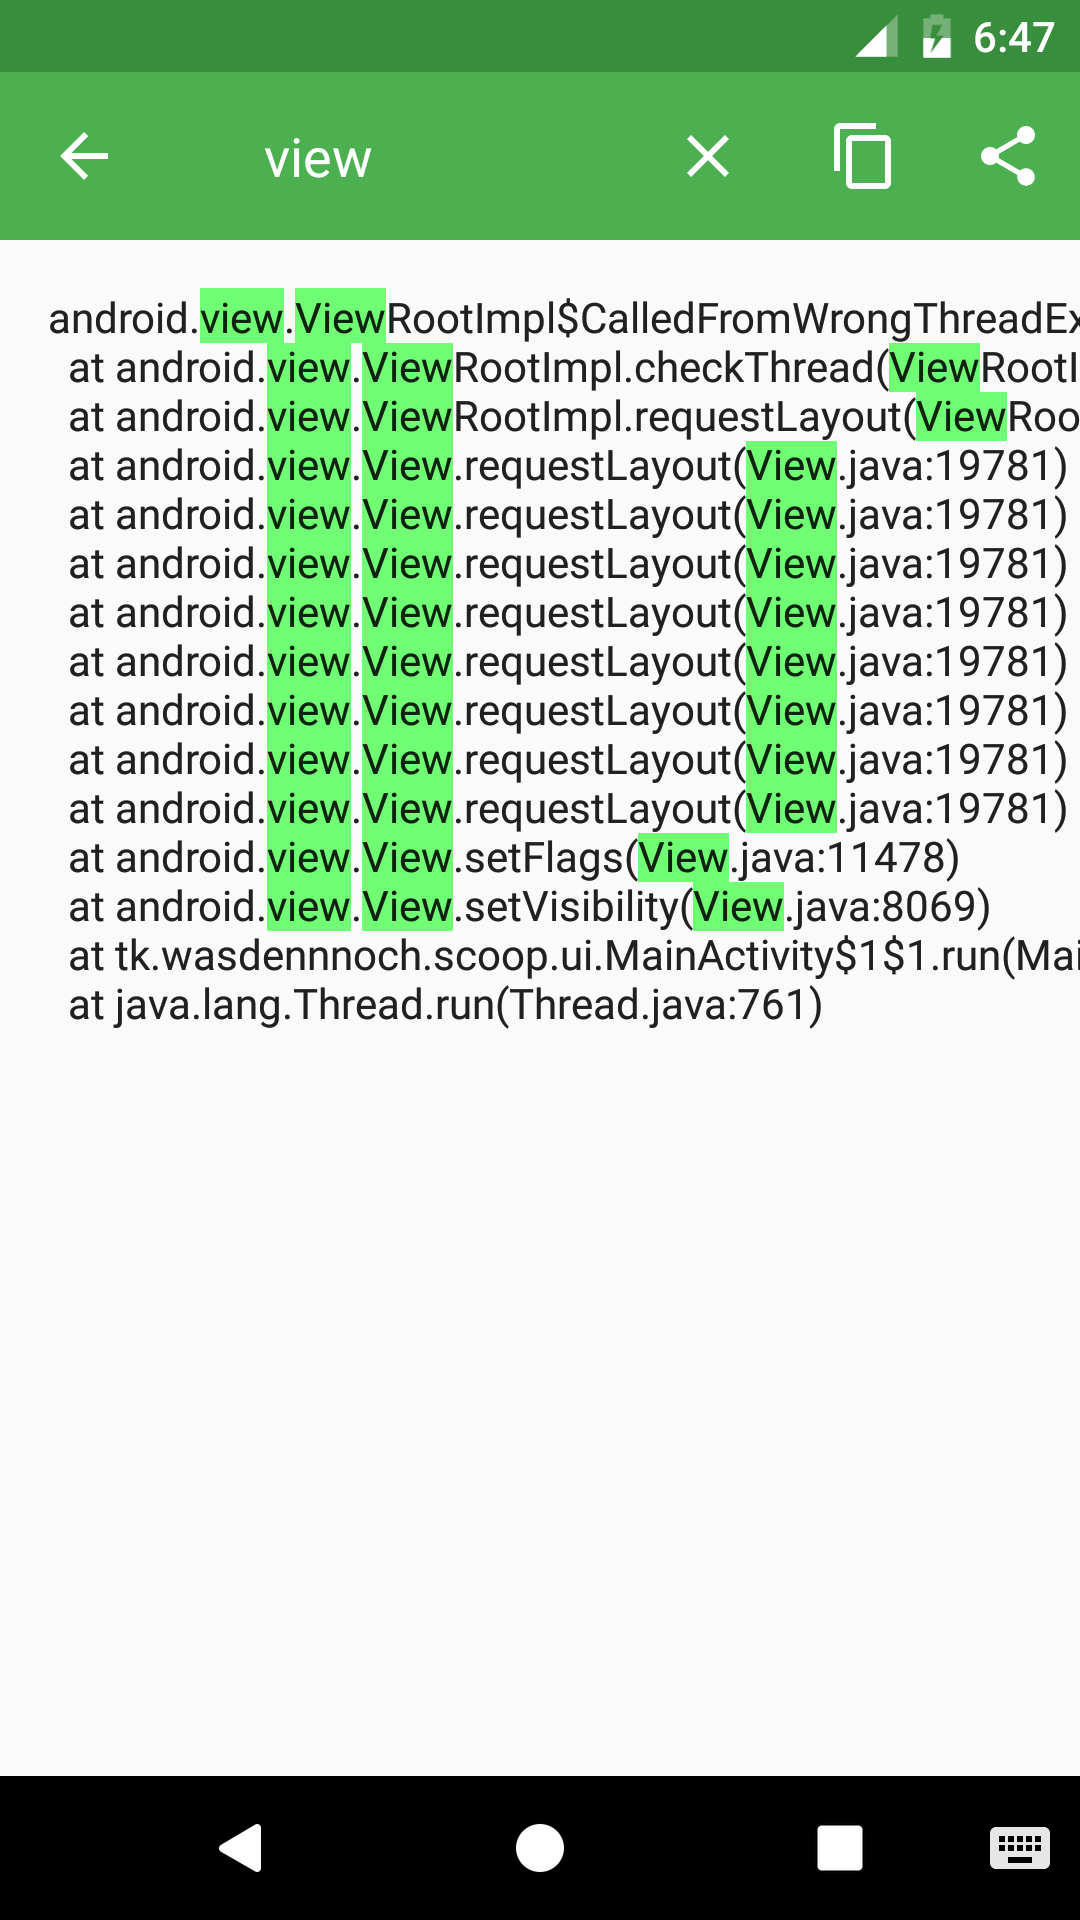 6:47
view
android.view.ViewRootImpl$CalledFromWrongThreadEx
at android.view.ViewRootImpl.checkThread(ViewRootI
at android.view.ViewRootImpl.requestLayout(ViewRoo
at android.view.View.requestLayout(View.java:19781)
at android.view.View.requestLayout(View.java:19781)
at android.view.View.requestLayout(View.java:19781)
at android.view.View.requestLayout(View.java:19781)
at android.view.View.requestLayout(View.java:19781)
at android.view.View.requestLayout(View.java:19781)
at android.view.View.requestLayout(View.java:19781)
at android.view.View.requestLayout(View.java:19781)
at android.view.View.setFlags(View.java:11478)
at android.view.View.setVisibility(View.java:8069)
at tk.wasdennnoch.scoop.ui.MainActivity$1$1.run(Mai
at java.lang.Thread.run(Thread.java:761)